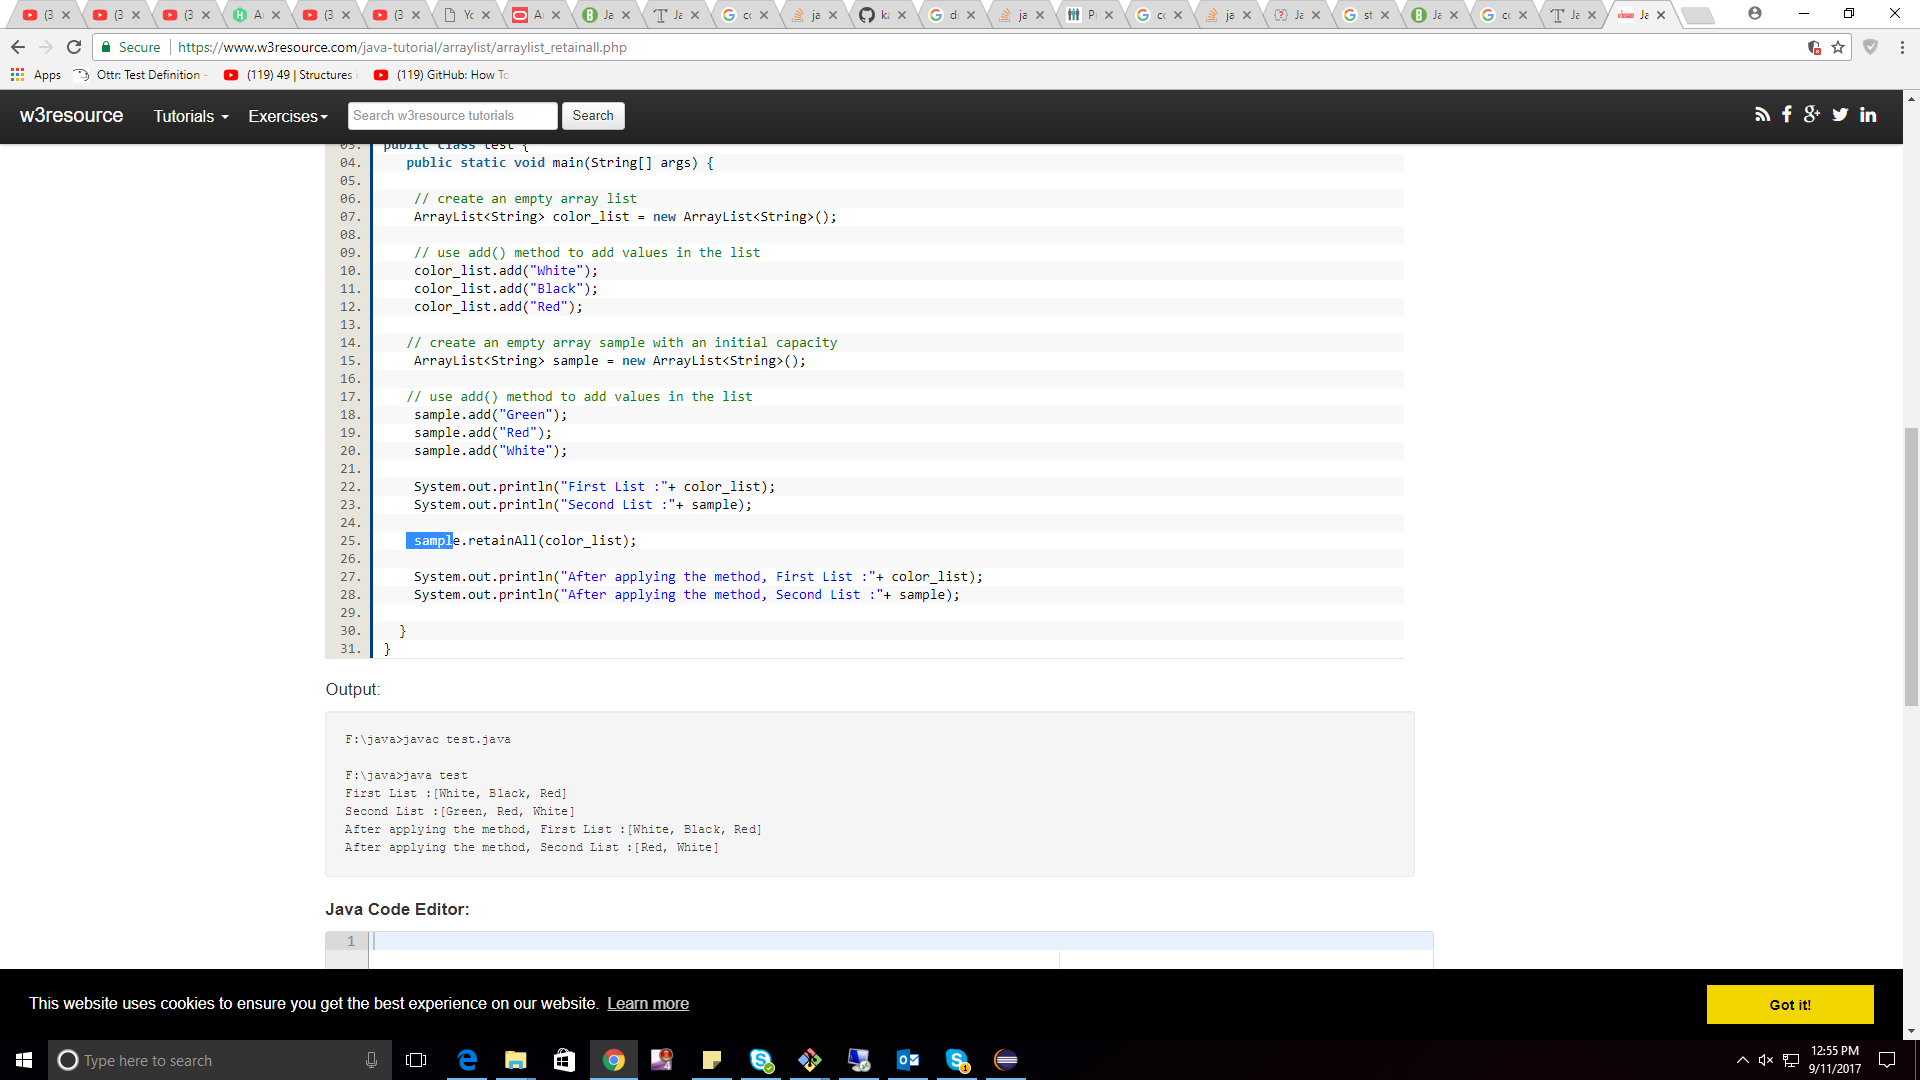 Secure https://www.w3resource.com/java-tutorial/arraylist/arraylist_retainall.php
Apps Ottr: Test Definition - (119) 49 | Structures (119) GitHub: How To
w3resource Tutorials Exercises Search w3resource tutorials Search
03. public class test {
04. public static void main(String[] args) {
05.
06. // create an empty array list
07. ArrayList<String> color_list = new ArrayList<String>();
08.
09. // use add() method to add values in the list
10. color_list.add("White");
11. color_list.add("Black");
12. color_list.add("Red");
13.
14. // create an empty array sample with an initial capacity
15. ArrayList<String> sample = new ArrayList<String>();
16.
17. // use add() method to add values in the list
18. sample.add("Green");
19. sample.add("Red");
20. sample.add("White");
21.
22. System.out.println("First List :"+ color_list);
23. System.out.println("Second List :"+ sample);
24.
25. sample.retainAll(color_list);
26.
27. System.out.println("After applying the method, First List :"+ color_list);
28. System.out.println("After applying the method, Second List :"+ sample);
29.
30. }
31. }
Output:
F:\java>javac test.java
F:\java>java test
First List :[White, Black, Red]
Second List :[Green, Red, White]
After applying the method, First List :[White, Black, Red]
After applying the method, Second List :[Red, White]
Java Code Editor:
1
This website uses cookies to ensure you get the best experience on our website. Learn more Got it!
Type here to search
12:55 PM
9/11/2017